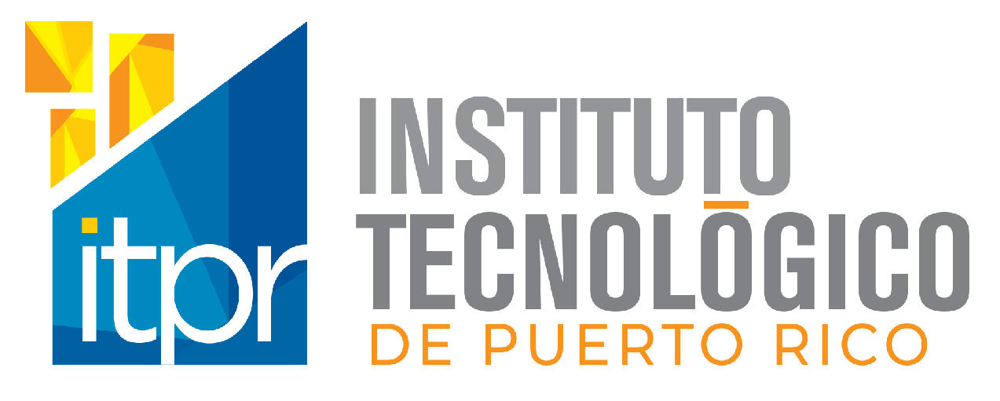 itpr
INSTITUTO
TECNOLÓGICO
DE PUERTO RICO